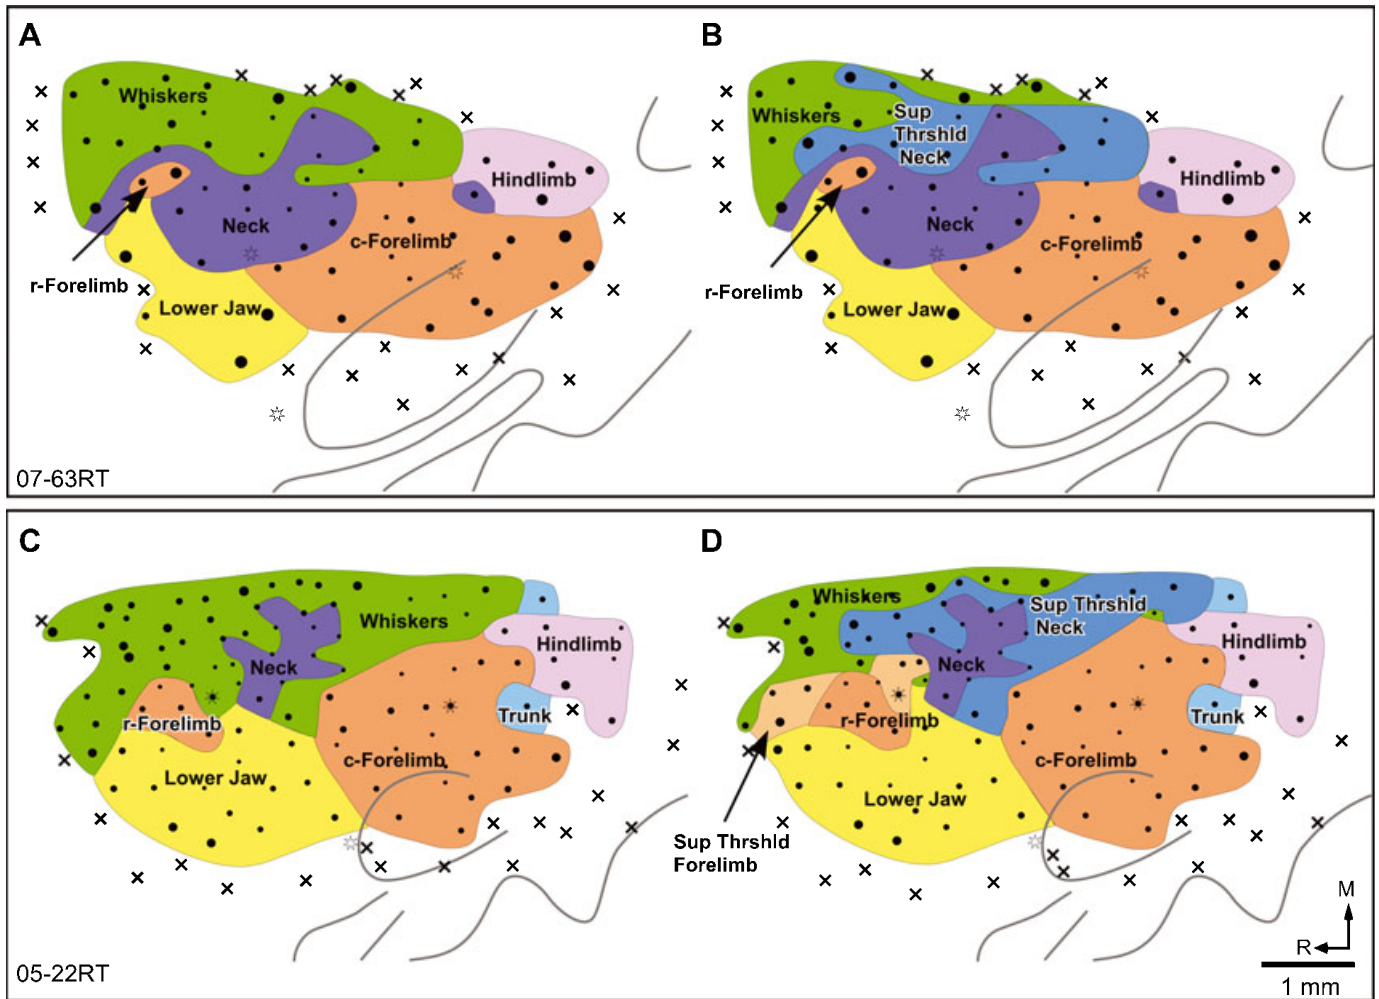 A
Whiskers
Hindlimb
Neck
c-Forelimb
r-Forelimb
Lower Jaw
07-63RT
B
Whiskers
Sup
Thrshld
Neck
Hindlimb
Neck
c-Forelimb
r-Forelimb
Lower Jaw
C
Whiskers
Hindlimb
Neck
Trunk
r-Forelimb
c-Forelimb
Lower Jaw
05-22RT
D
Whiskers
Sup Thrshld
Neck
Hindlimb
Neck
Trunk
r-Forelimb
c-Forelimb
Lower Jaw
Sup Thrshld
Forelimb
M
R
1 mm